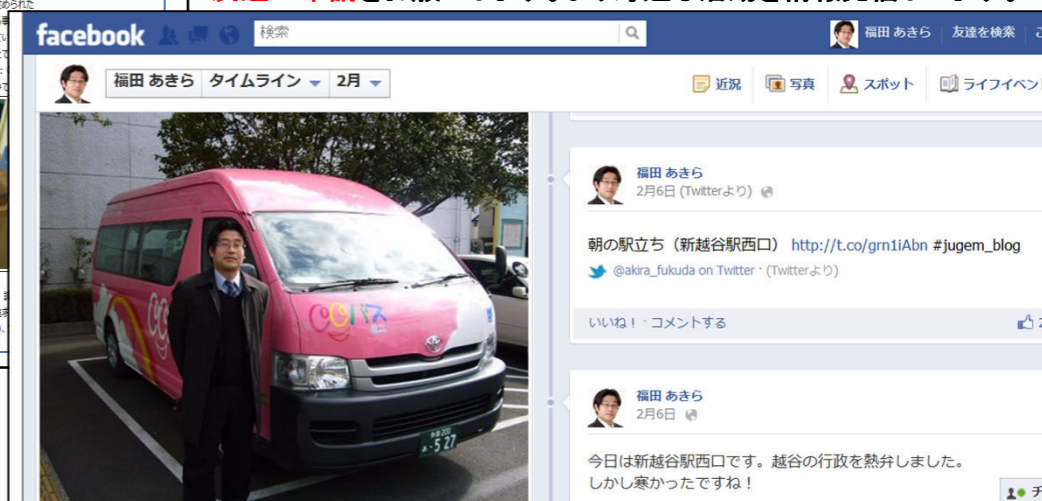 facebook
検索
福田 あきら
友達を検索
福田 あきら タイムライン 2月
近況
写真
スポット
ライフイベント
福田 あきら
2月6日 (Twitterより)
朝の駅立ち（新越谷駅西口） http://t.co/grn1iAbn #jugem_blog
@akira_fukuda on Twitter · (Twitterより)
いいね！ · コメントする
福田 あきら
2月6日
今日は新越谷駅西口です。越谷の行政を熱弁しました。
しかし寒かったですね！
バス
527